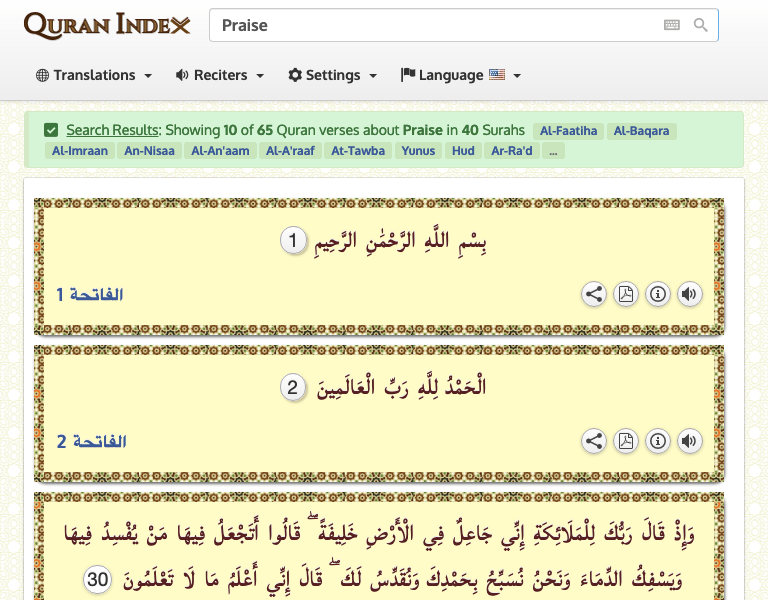 QURAN INDEX
Praise
Translations
Reciters
Settings
Language
Search Results: Showing 10 of 65 Quran verses about Praise in 40 Surahs Al-Faatiha Al-Baqara
Al-Imraan An-Nisaa Al-An'aam Al-A'raaf At-Tawba Yunus Hud Ar-Ra'd ...
بِسْمِ اللَّهِ الرَّحْمَٰنِ الرَّحِيمِ 1
الفاتحة 1
الْحَمْدُ لِلَّهِ رَبِّ الْعَالَمِينَ 2
الفاتحة 2
وَإِذْ قَالَ رَبُّكَ لِلْمَلَائِكَةِ إِنِّي جَاعِلٌ فِي الْأَرْضِ خَلِيفَةً ۖ قَالُوا أَتَجْعَلُ فِيهَا مَنْ يُفْسِدُ فِيهَا
وَيَسْفِكُ الدِّمَاءَ وَنَحْنُ نُسَبِّحُ بِحَمْدِكَ وَنُقَدِّسُ لَكَ ۖ قَالَ إِنِّي أَعْلَمُ مَا لَا تَعْلَمُونَ 30